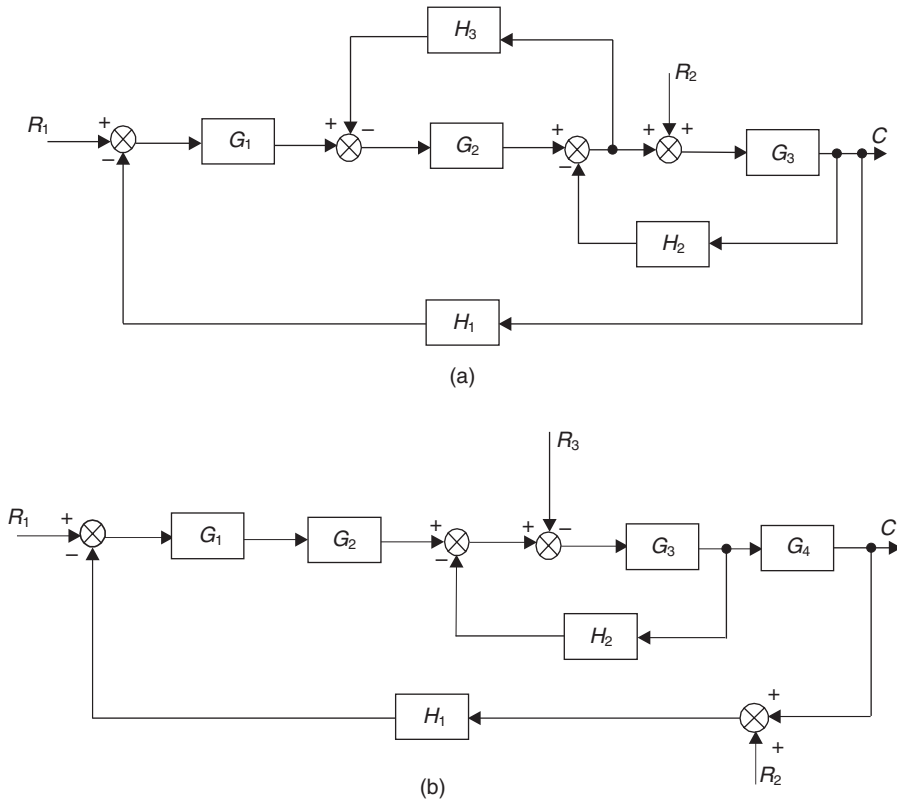 H3
R2
R1 + − + − + − + + C
G1 G2 G3
H2
H1
(a)
R3
R1 + − + − + − C
G1 G2 G3 G4
H2
H1 + +
R2
(b)